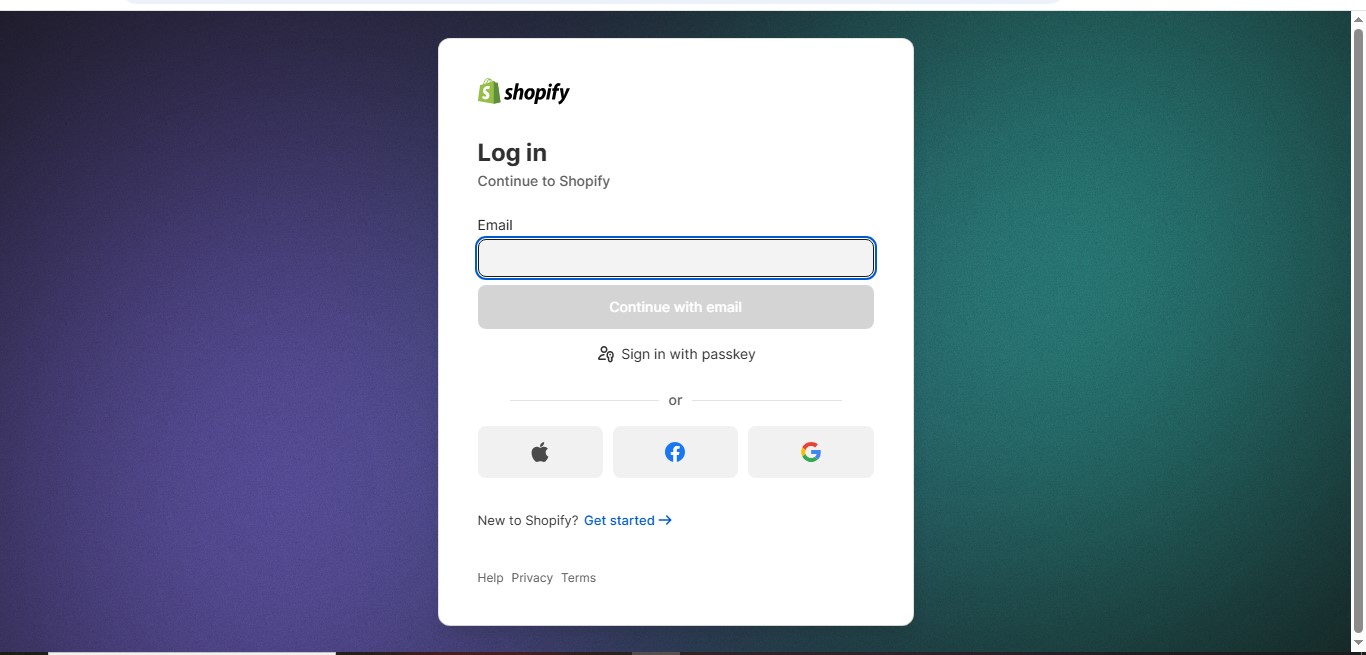 shopify
Log in
Continue to Shopify
Email
Continue with email
Sign in with passkey
or
New to Shopify? Get started →
Help Privacy Terms